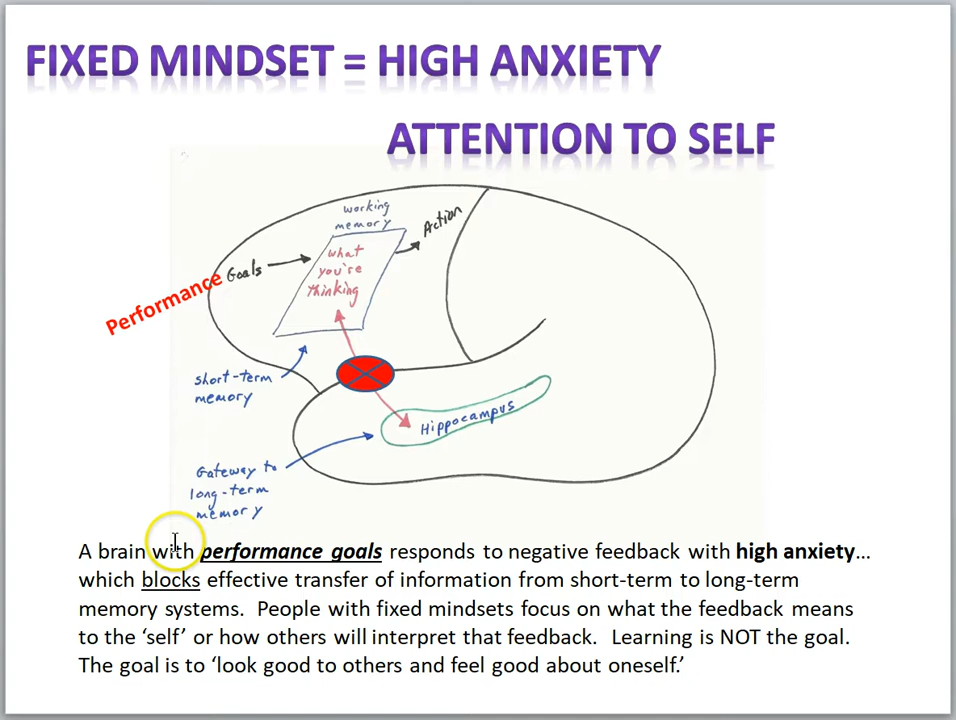 FIXED MINDSET = HIGH ANXIETY
ATTENTION TO SELF
working
memory
Action
what
you're
thinking
Goals
Performance
short-term
memory
Hippocampus
Gateway to
long-term
memory
A brain with performance goals responds to negative feedback with high anxiety…
which blocks effective transfer of information from short-term to long-term
memory systems.  People with fixed mindsets focus on what the feedback means
to the ‘self’ or how others will interpret that feedback.  Learning is NOT the goal.
The goal is to ‘look good to others and feel good about oneself.’